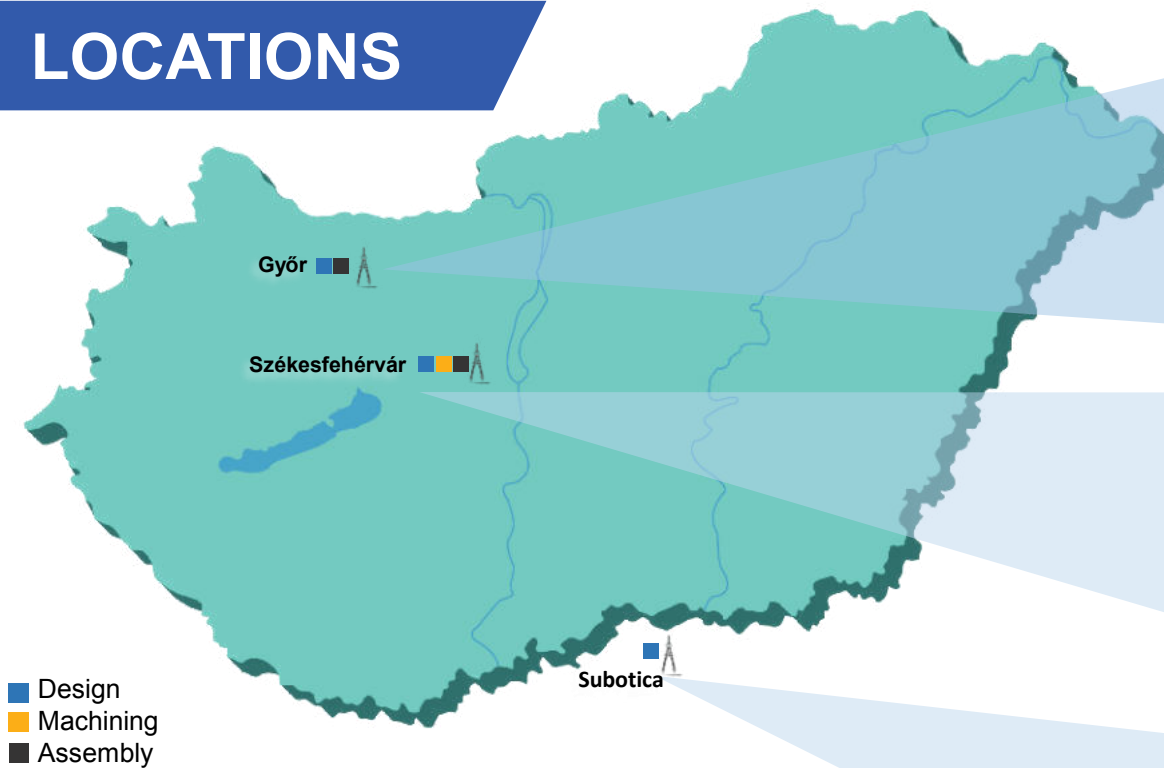 LOCATIONS
Győr
Székesfehérvár
Subotica
Design
Machining
Assembly